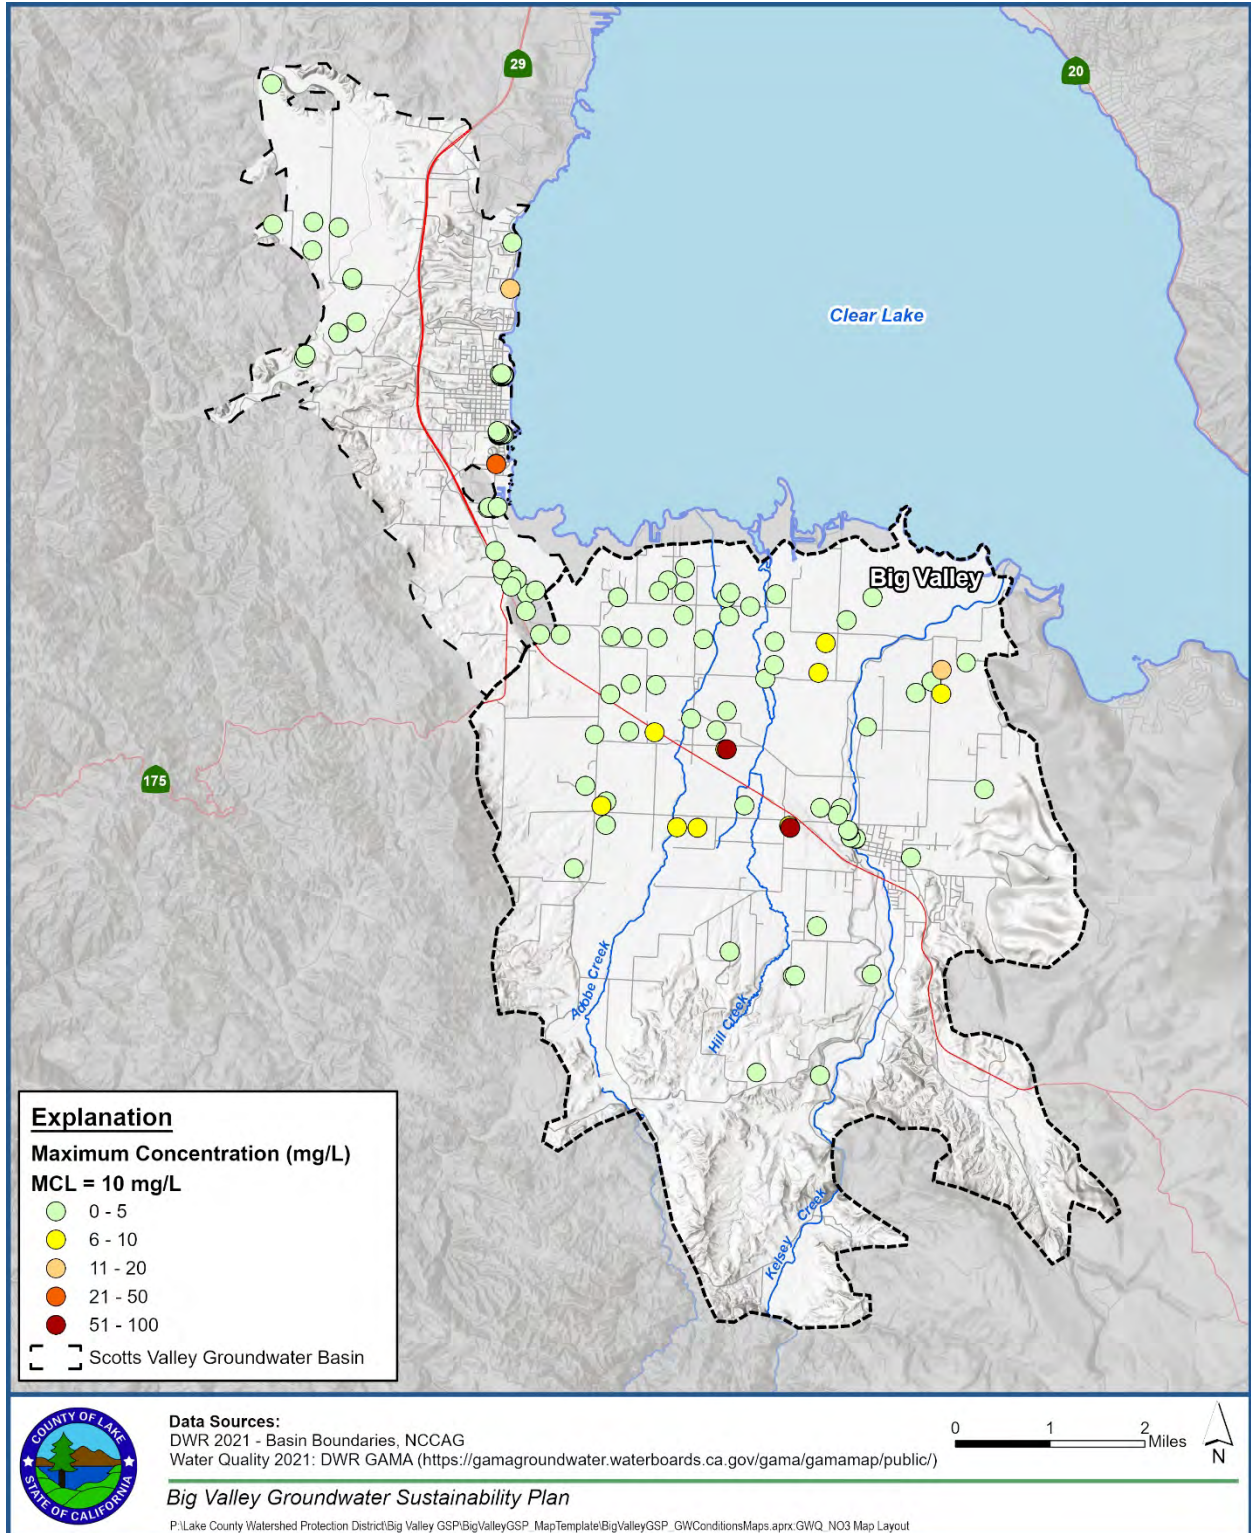 29
20
Clear Lake
Big Valley
175
Adobe Creek
Hill Creek
Kelsey Creek
Explanation
Maximum Concentration (mg/L)
MCL = 10 mg/L
0 - 5
6 - 10
11 - 20
21 - 50
51 - 100
Scotts Valley Groundwater Basin
COUNTY OF LAKE
STATE OF CALIFORNIA
Data Sources:
DWR 2021 - Basin Boundaries, NCCAG
Water Quality 2021: DWR GAMA (https://gamagroundwater.waterboards.ca.gov/gama/gamamap/public/)
0 1 2
Miles
N
Big Valley Groundwater Sustainability Plan
P:\Lake County Watershed Protection District\Big Valley GSP\BigValleyGSP_MapTemplate\BigValleyGSP_GWConditionsMaps.aprx:GWQ_NO3 Map Layout